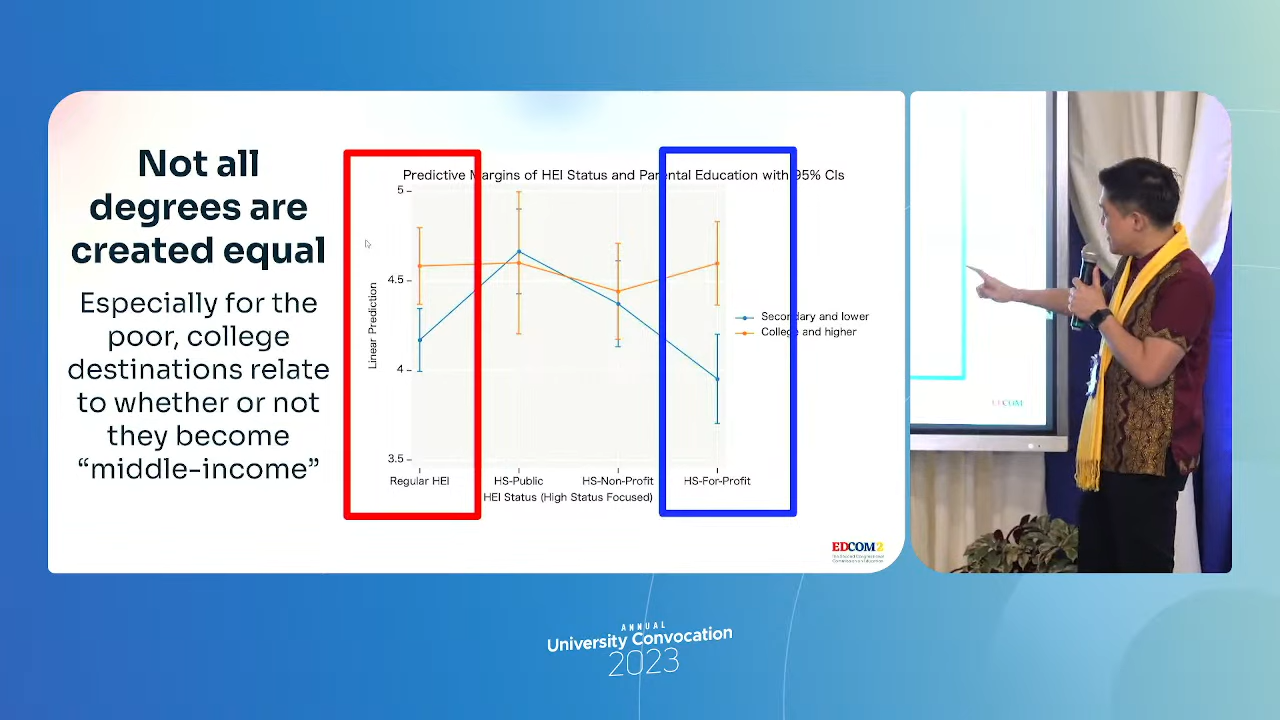 Not all
degrees are
created equal
Especially for the
poor, college
destinations relate
to whether or not
they become
“middle-income”
Predictive Margins of HEI Status and Parental Education with 95% CIs
5
4.5
4
3.5
Linear Prediction
Regular HEI
HS-Public
HS-Non-Profit
HS-For-Profit
HEI Status (High Status Focused)
Secondary and lower
College and higher
EDCOM 2
EDCOM
ANNUAL
University Convocation
2023